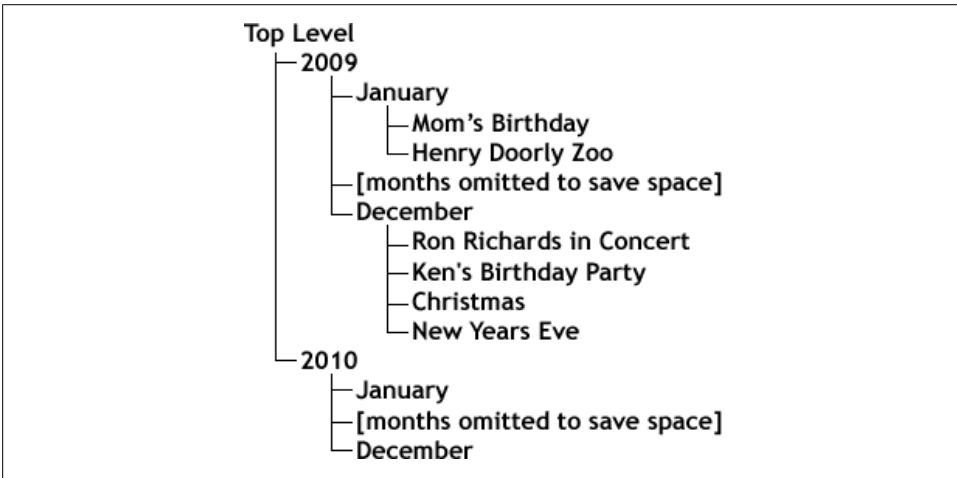 Top Level
2009
January
Mom’s Birthday
Henry Doorly Zoo
[months omitted to save space]
December
Ron Richards in Concert
Ken's Birthday Party
Christmas
New Years Eve
2010
January
[months omitted to save space]
December